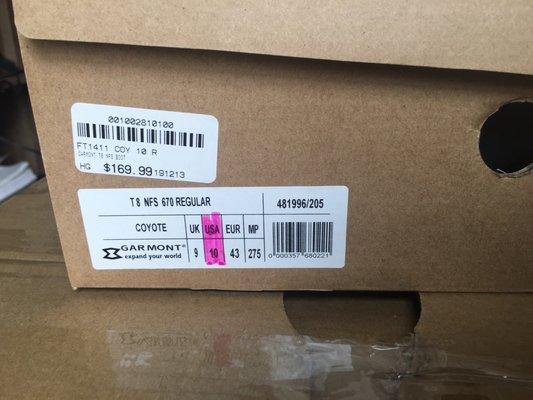 001002810100
FT1411 COY 10 R
GARMONT T8 NFS BOOT
HG $169.99 191213
T 8 NFS 670 REGULAR
481996/205
COYOTE
UK USA EUR MP
9 10 43 275
GARMONT®
expand your world
0 000357 680221